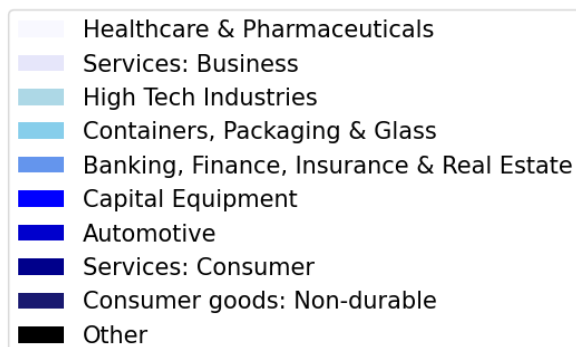 Healthcare & Pharmaceuticals
Services: Business
High Tech Industries
Containers, Packaging & Glass
Banking, Finance, Insurance & Real Estate
Capital Equipment
Automotive
Services: Consumer
Consumer goods: Non-durable
Other